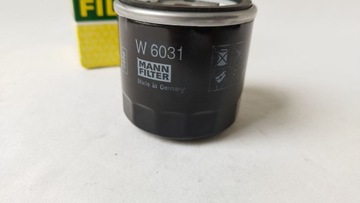 FIL
W 6031
MANN
FILTER
Made in Germany